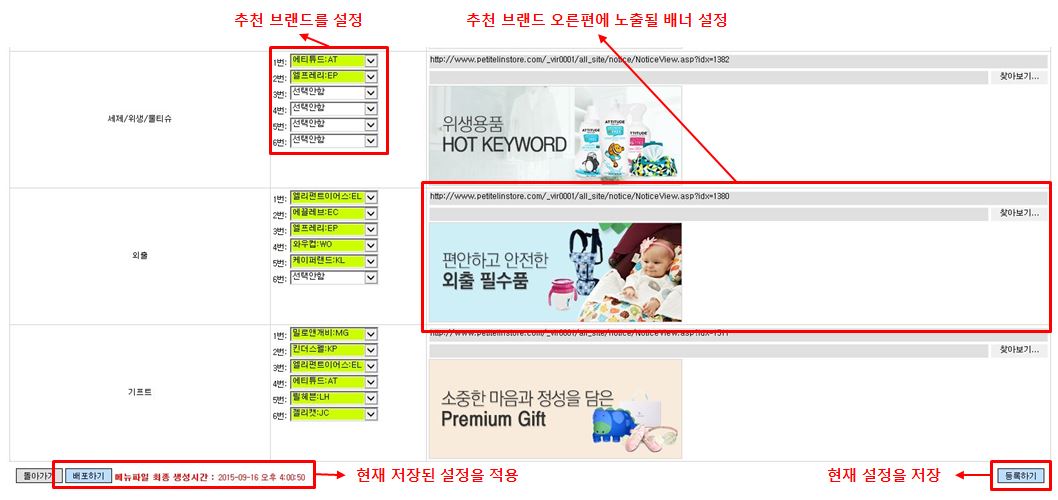 추천 브랜드를 설정
추천 브랜드 오른편에 노출될 배너 설정
세제/위생/물티슈
1번: 에티튜드:AT
2번: 엘프레리:EP
3번: 선택안함
4번: 선택안함
5번: 선택안함
6번: 선택안함
http://www.petitelinstore.com/_vir0001/all_site/notice/NoticeView.asp?idx=1382
찾아보기...
위생용품
HOT KEYWORD
ATTITUDE
외출
1번: 엘리펀트이어스:EL
2번: 에끌레브:EC
3번: 엘프레리:EP
4번: 와우컵:WO
5번: 케이퍼랜드:KL
6번: 선택안함
http://www.petitelinstore.com/_vir0001/all_site/notice/NoticeView.asp?idx=1380
찾아보기...
편안하고 안전한
외출 필수품
기프트
1번: 밀로앤개비:MG
2번: 킨더스펠:KP
3번: 엘리펀트이어스:EL
4번: 에티튜드:AT
5번: 릴헤븐:LH
6번: 젤리캣:JC
http://www.petitelinstore.com/_vir0001/all_site/notice/NoticeView.asp?idx=1311
찾아보기...
소중한 마음과 정성을 담은
Premium Gift
돌아가기
배포하기
메뉴파일 최종 생성시간 : 2015-09-16 오후 4:00:50
현재 저장된 설정을 적용
현재 설정을 저장
등록하기